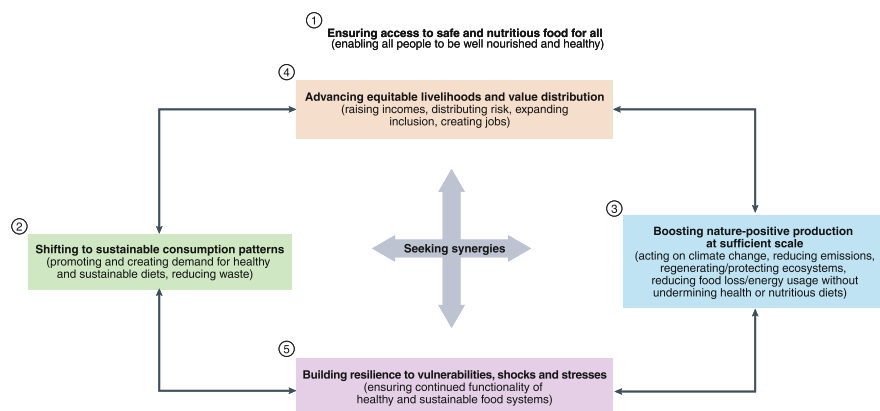 1
Ensuring access to safe and nutritious food for all
(enabling all people to be well nourished and healthy)
4
Advancing equitable livelihoods and value distribution
(raising incomes, distributing risk, expanding
inclusion, creating jobs)
2
Shifting to sustainable consumption patterns
(promoting and creating demand for healthy
and sustainable diets, reducing waste)
Seeking synergies
3
Boosting nature-positive production
at sufficient scale
(acting on climate change, reducing emissions,
regenerating/protecting ecosystems,
reducing food loss/energy usage without
undermining health or nutritious diets)
5
Building resilience to vulnerabilities, shocks and stresses
(ensuring continued functionality of
healthy and sustainable food systems)